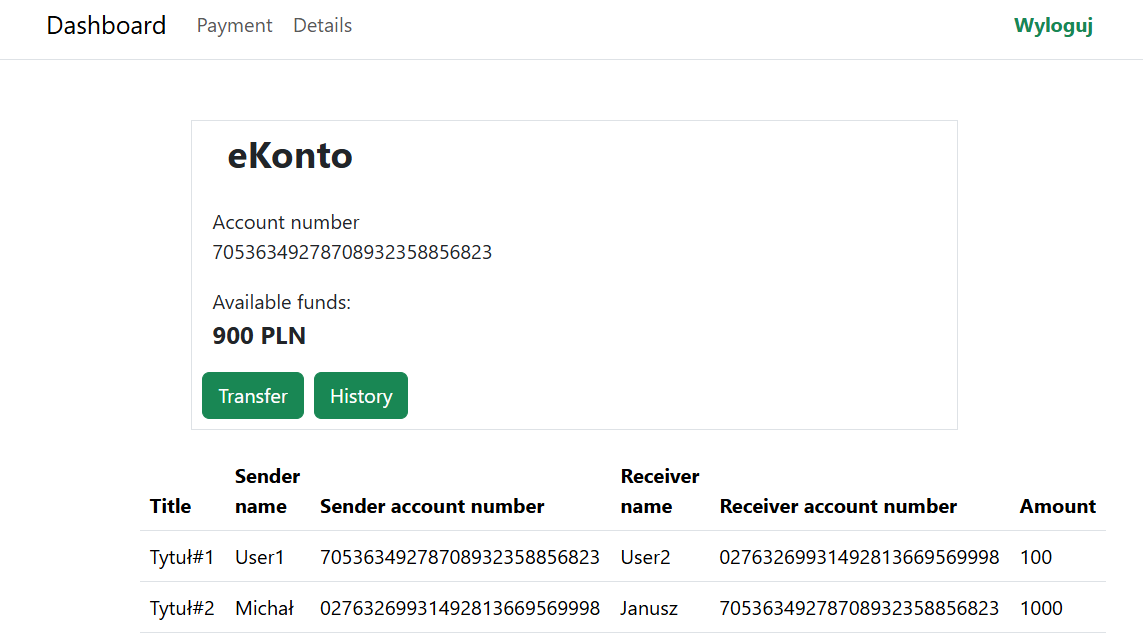 Dashboard Payment Details Wyloguj
eKonto
Account number
70536349278708932358856823
Available funds:
900 PLN
Transfer History
Title Sender name Sender account number Receiver name Receiver account number Amount
Tytuł#1 User1 70536349278708932358856823 User2 02763269931492813669569998 100
Tytuł#2 Michał 02763269931492813669569998 Janusz 70536349278708932358856823 1000